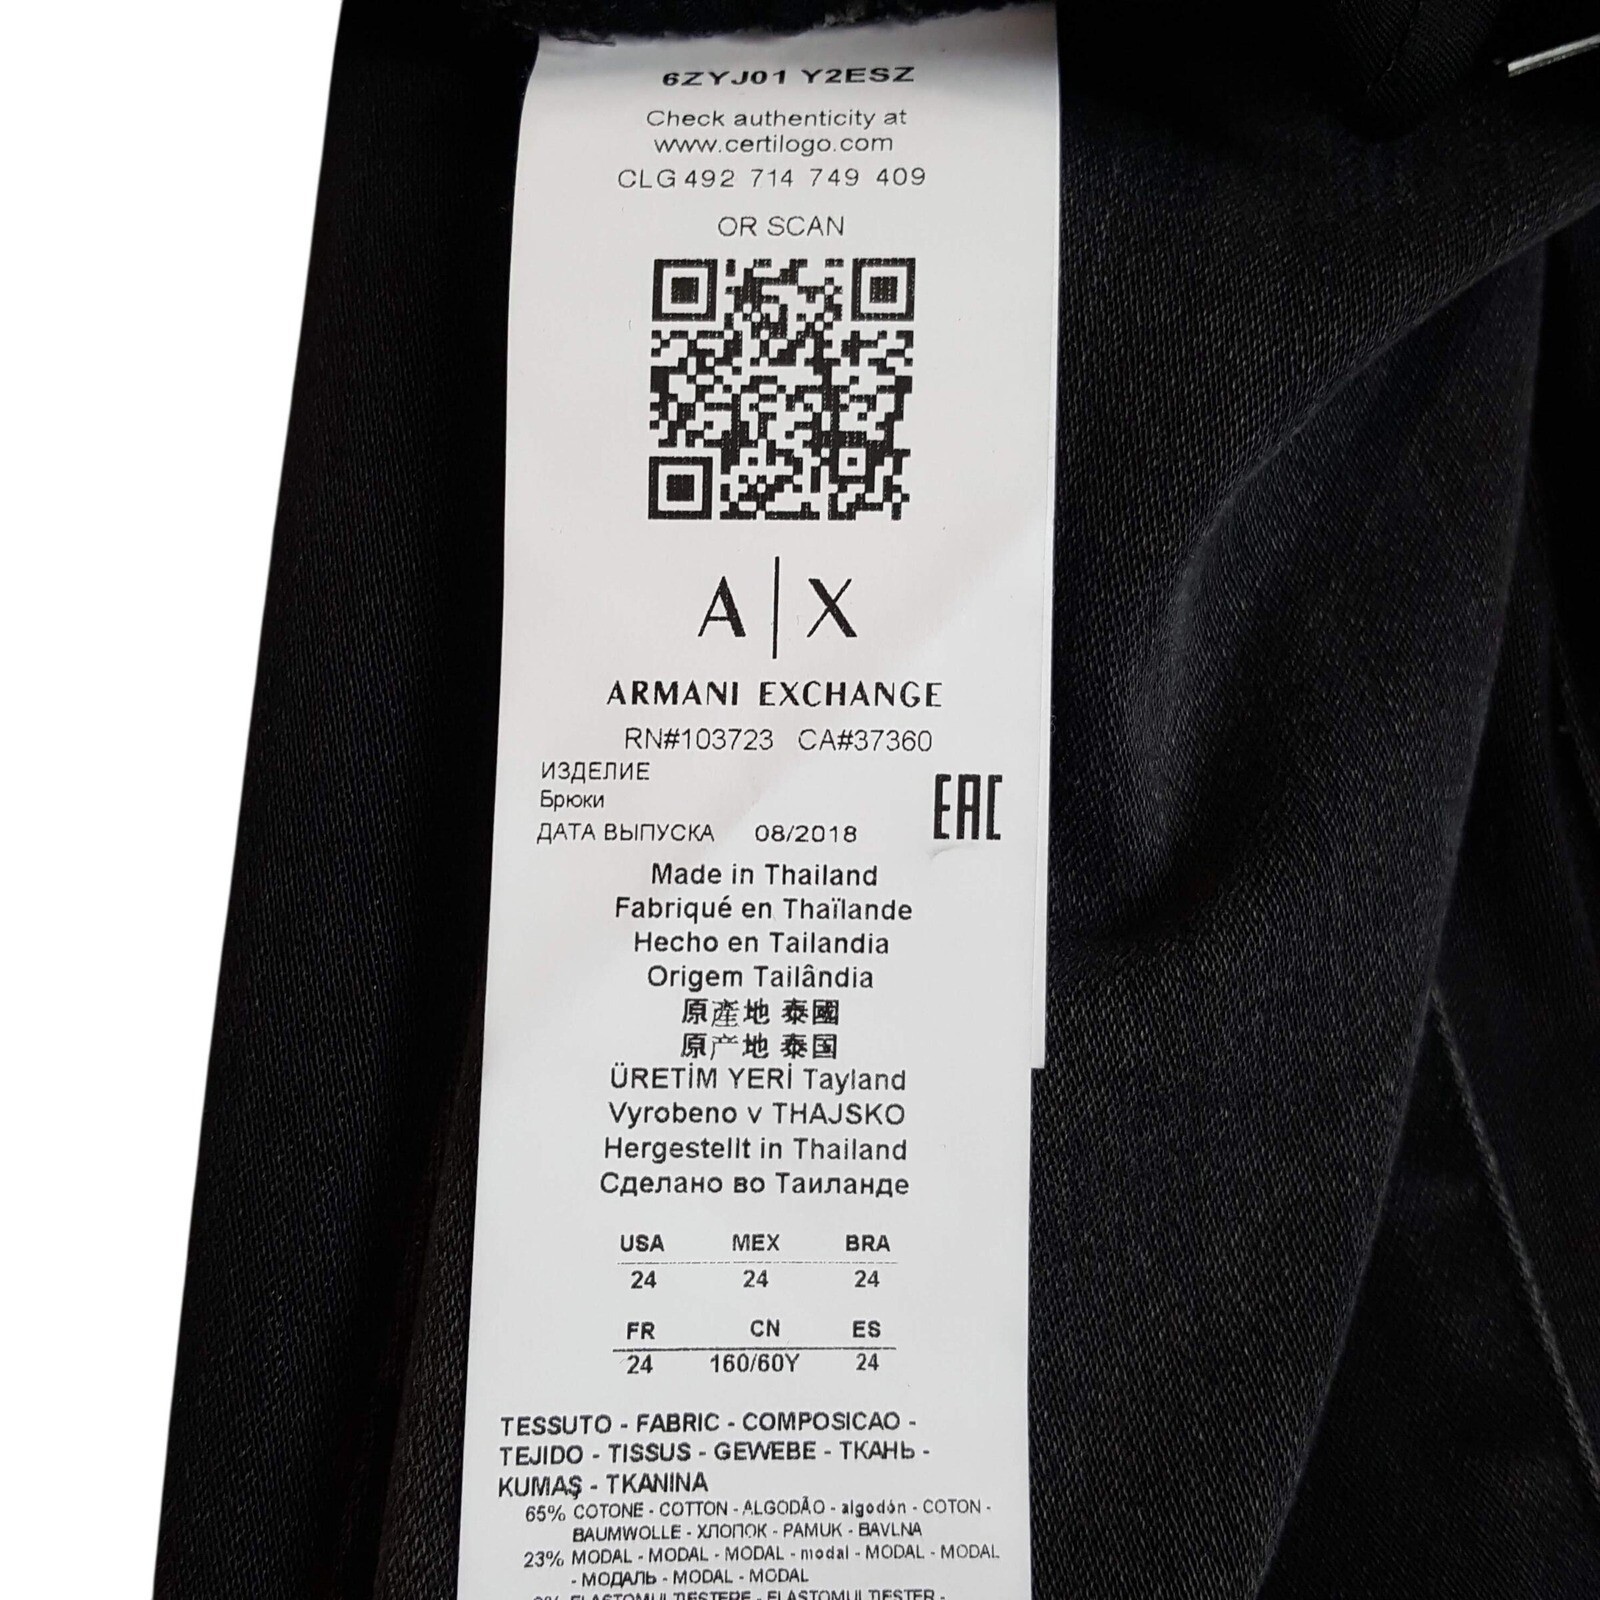 6ZYJ01 Y2ESZ
Check authenticity at
www.certilogo.com
CLG 492 714 749 409
OR SCAN
A|X
ARMANI EXCHANGE
RN#103723 CA#37360
ИЗДЕЛИЕ
Брюки
ДАТА ВЫПУСКА 08/2018
EAC
Made in Thailand
Fabriqué en Thaïlande
Hecho en Tailandia
Origem Tailândia
原產地 泰國
原产地 泰国
ÜRETİM YERİ Tayland
Vyrobeno v THAJSKO
Hergestellt in Thailand
Сделано во Таиланде
USA MEX BRA
24 24 24
FR CN ES
24 160/60Y 24
TESSUTO - FABRIC - COMPOSICAO -
TEJIDO - TISSUS - GEWEBE - ТКАНЬ -
KUMAŞ - TKANINA
65% COTONE - COTTON - ALGODÃO - algodón - COTON -
BAUMWOLLE - ХЛОПОК - PAMUK - BAVLNA
23% MODAL - MODAL - MODAL - modal - MODAL - MODAL
- МОДАЛЬ - MODAL - MODAL
ELASTOMULTIESTERE - ELASTOMULTIESTER -